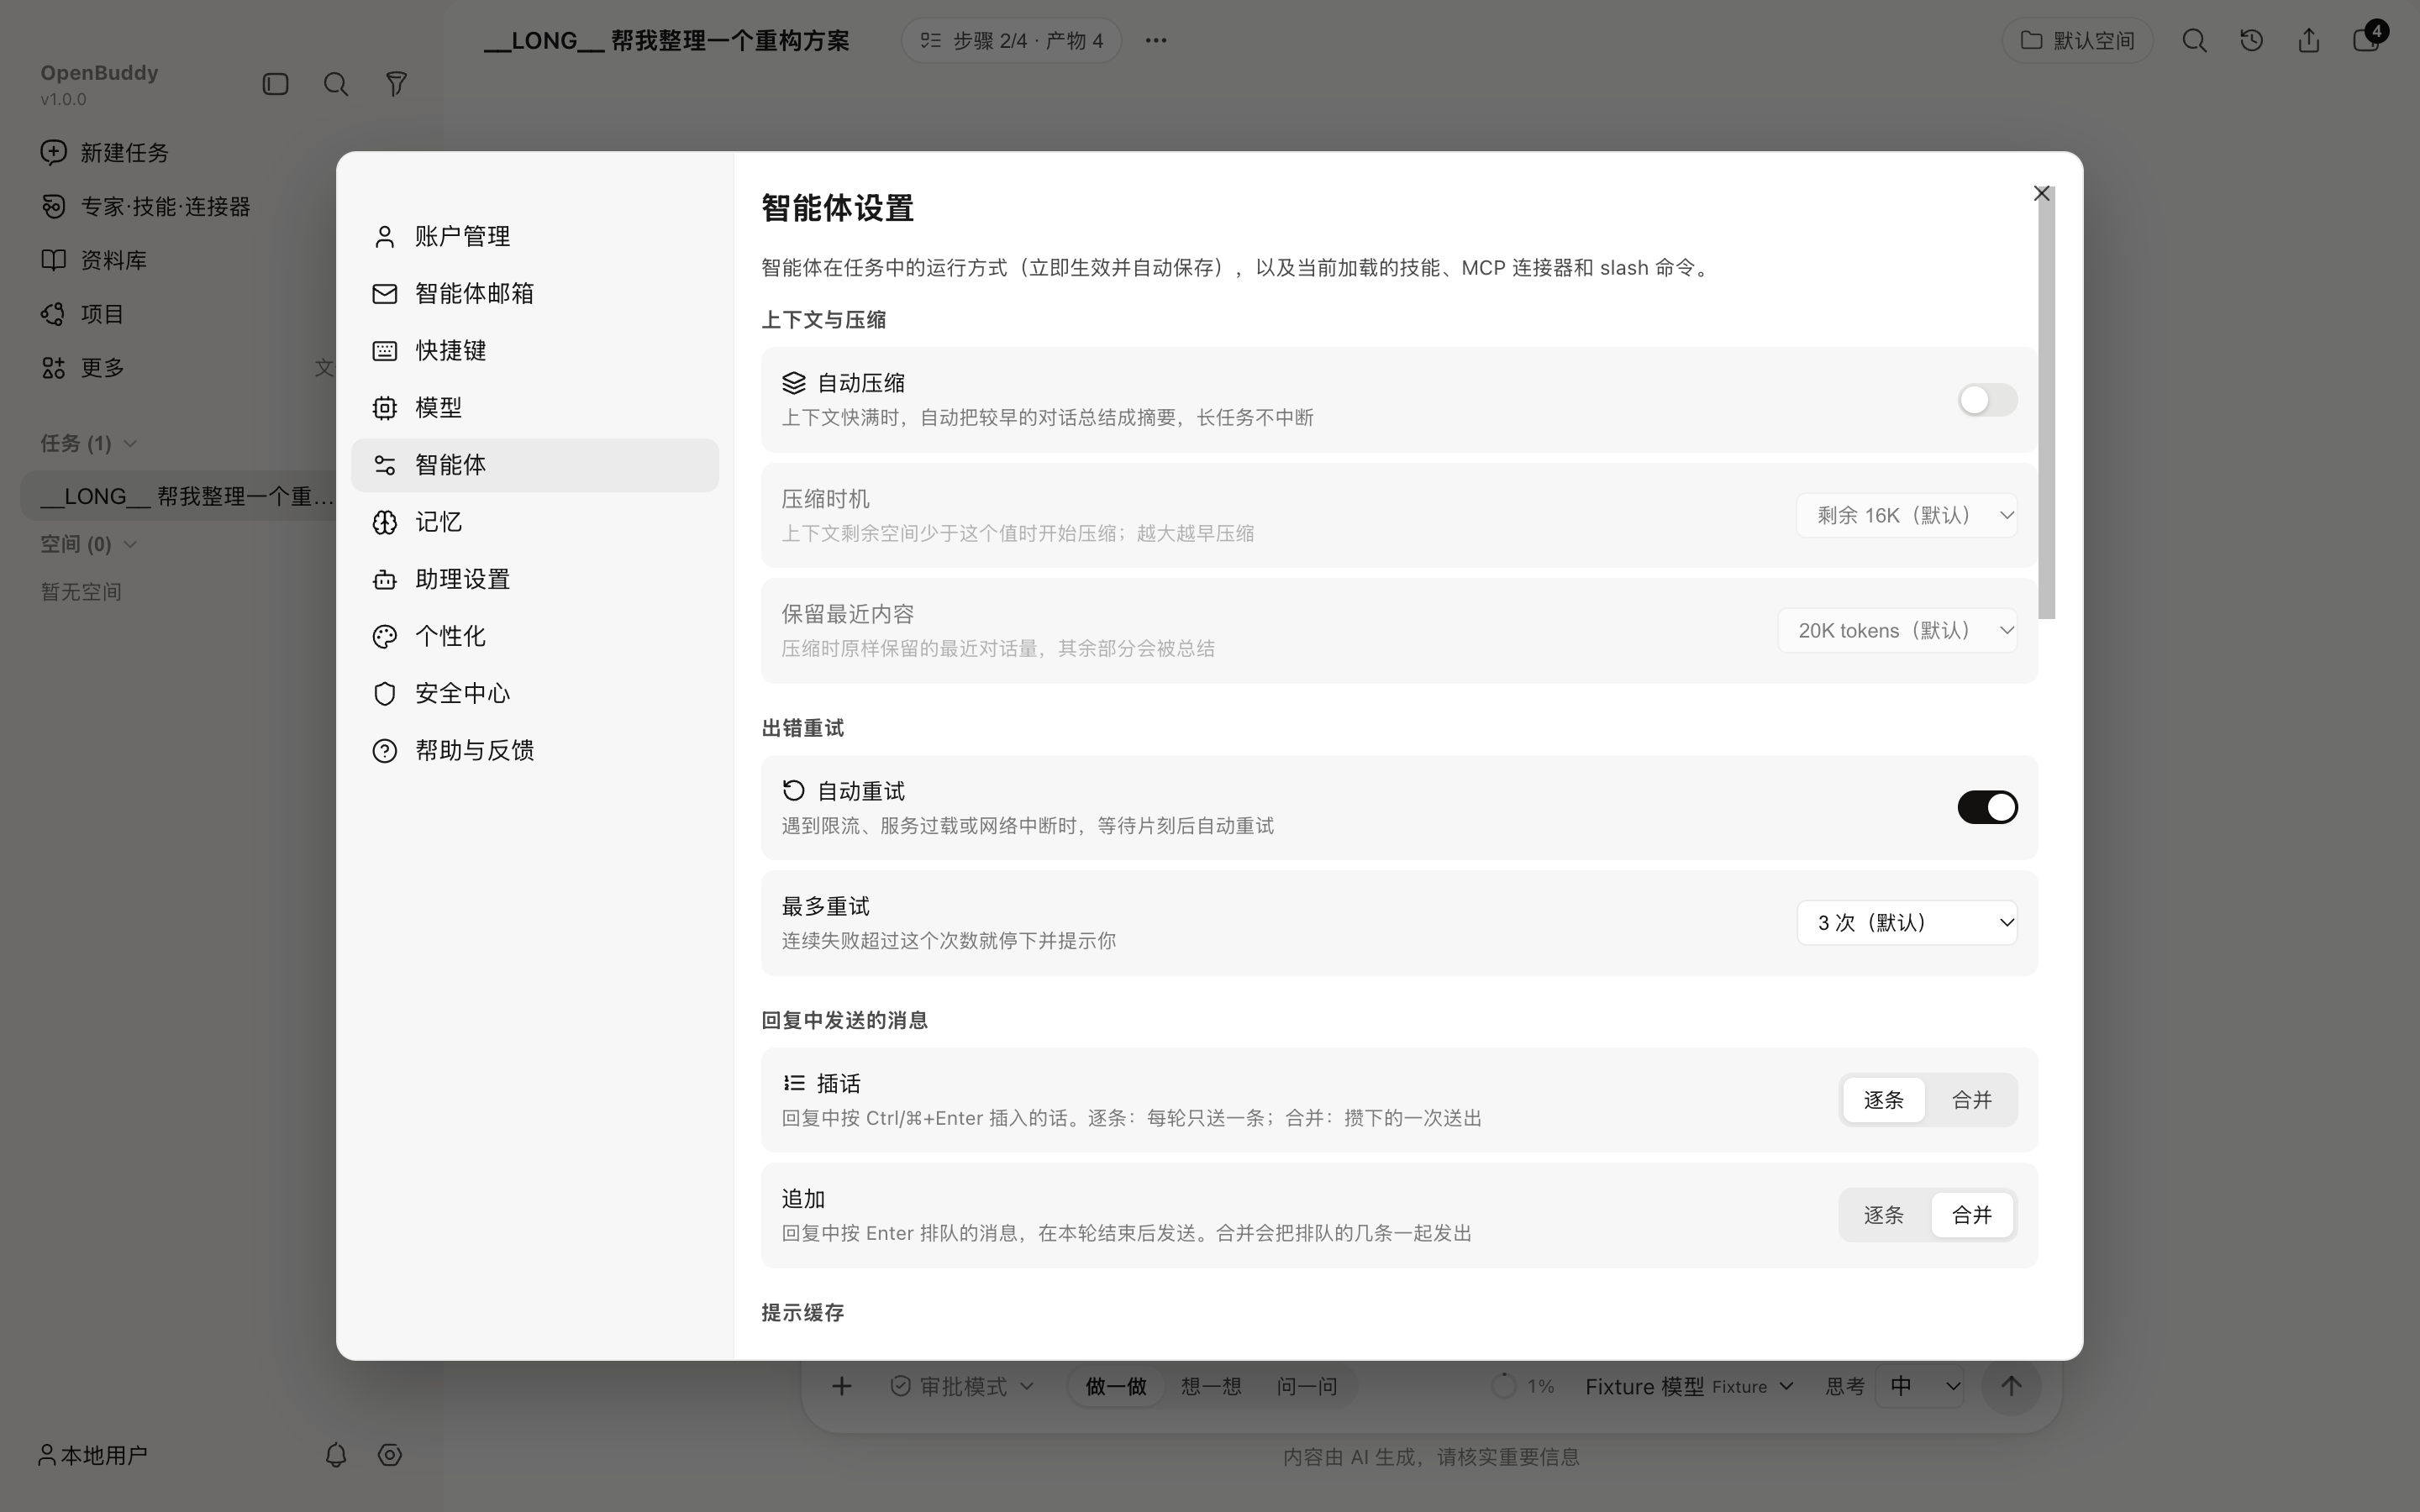 OpenBuddy
v1.0.0
新建任务
专家·技能·连接器
资料库
项目
更多
文
任务 (1)
__LONG__ 帮我整理一个重…
空间 (0)
暂无空间
本地用户
__LONG__ 帮我整理一个重构方案
步骤 2/4 · 产物 4
默认空间
4
账户管理
智能体邮箱
快捷键
模型
智能体
记忆
助理设置
个性化
安全中心
帮助与反馈
智能体设置
智能体在任务中的运行方式（立即生效并自动保存），以及当前加载的技能、MCP 连接器和 slash 命令。
上下文与压缩
自动压缩
上下文快满时，自动把较早的对话总结成摘要，长任务不中断
压缩时机
上下文剩余空间少于这个值时开始压缩；越大越早压缩
剩余 16K（默认）
保留最近内容
压缩时原样保留的最近对话量，其余部分会被总结
20K tokens（默认）
出错重试
自动重试
遇到限流、服务过载或网络中断时，等待片刻后自动重试
最多重试
连续失败超过这个次数就停下并提示你
3 次（默认）
回复中发送的消息
插话
回复中按 Ctrl/⌘+Enter 插入的话。逐条：每轮只送一条；合并：攒下的一次送出
逐条 合并
追加
回复中按 Enter 排队的消息，在本轮结束后发送。合并会把排队的几条一起发出
逐条 合并
提示缓存
审批模式 做一做 想一想 问一问 1% Fixture 模型 Fixture 思考 中
内容由 AI 生成，请核实重要信息